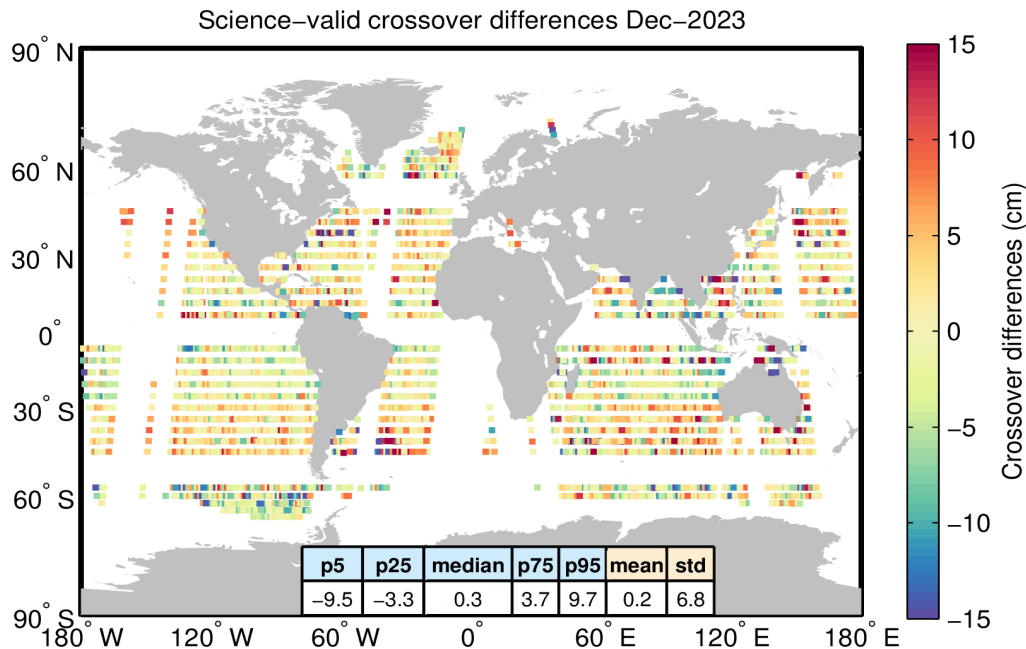 Science−valid crossover differences Dec−2023
90° N
60° N
30° N
0°
30° S
60° S
90° S
180° W
120° W
60° W
0°
60° E
120° E
180° E
15
10
5
0
−5
−10
−15
Crossover differences (cm)
p5 p25 median p75 p95 mean std
−9.5 −3.3 0.3 3.7 9.7 0.2 6.8